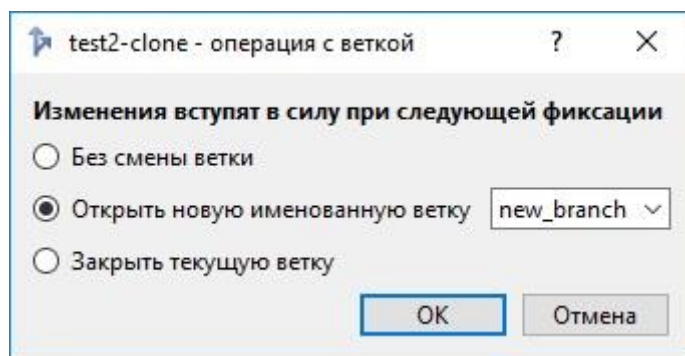 test2-clone - операция с веткой
Изменения вступят в силу при следующей фиксации
Без смены ветки
Открыть новую именованную ветку new_branch
Закрыть текущую ветку
ОК Отмена